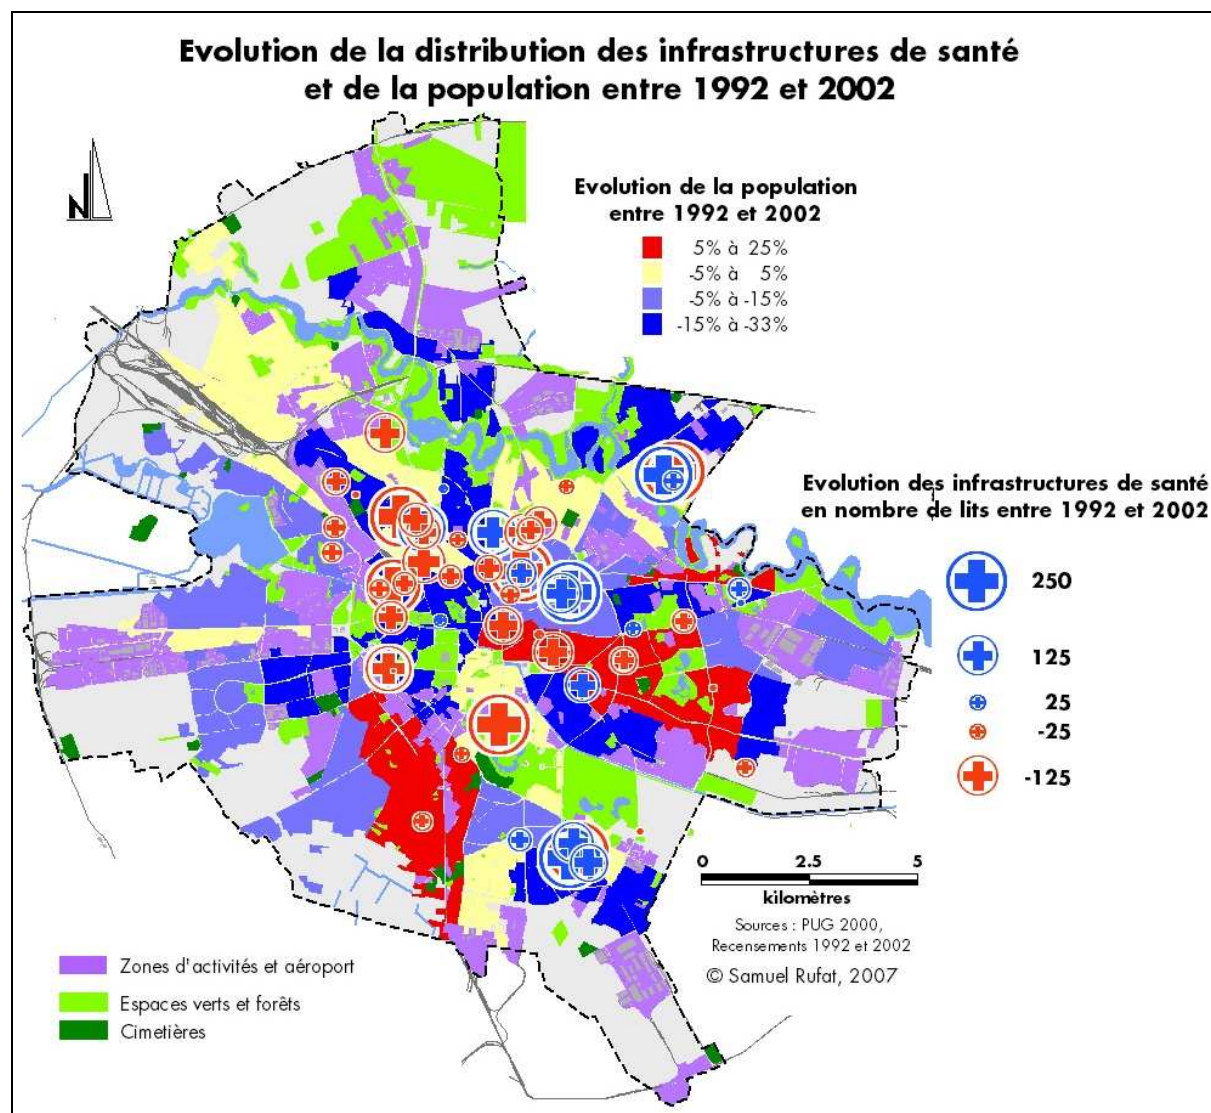 Evolution de la distribution des infrastructures de santé
et de la population entre 1992 et 2002
N
Evolution de la population
entre 1992 et 2002
5% à 25%
-5% à 5%
-5% à -15%
-15% à -33%
Evolution des infrastructures de santé
en nombre de lits entre 1992 et 2002
250
125
25
-25
-125
0 2.5 5
kilomètres
Sources : PUG 2000,
Recensements 1992 et 2002
© Samuel Rufat, 2007
Zones d'activités et aéroport
Espaces verts et forêts
Cimetières